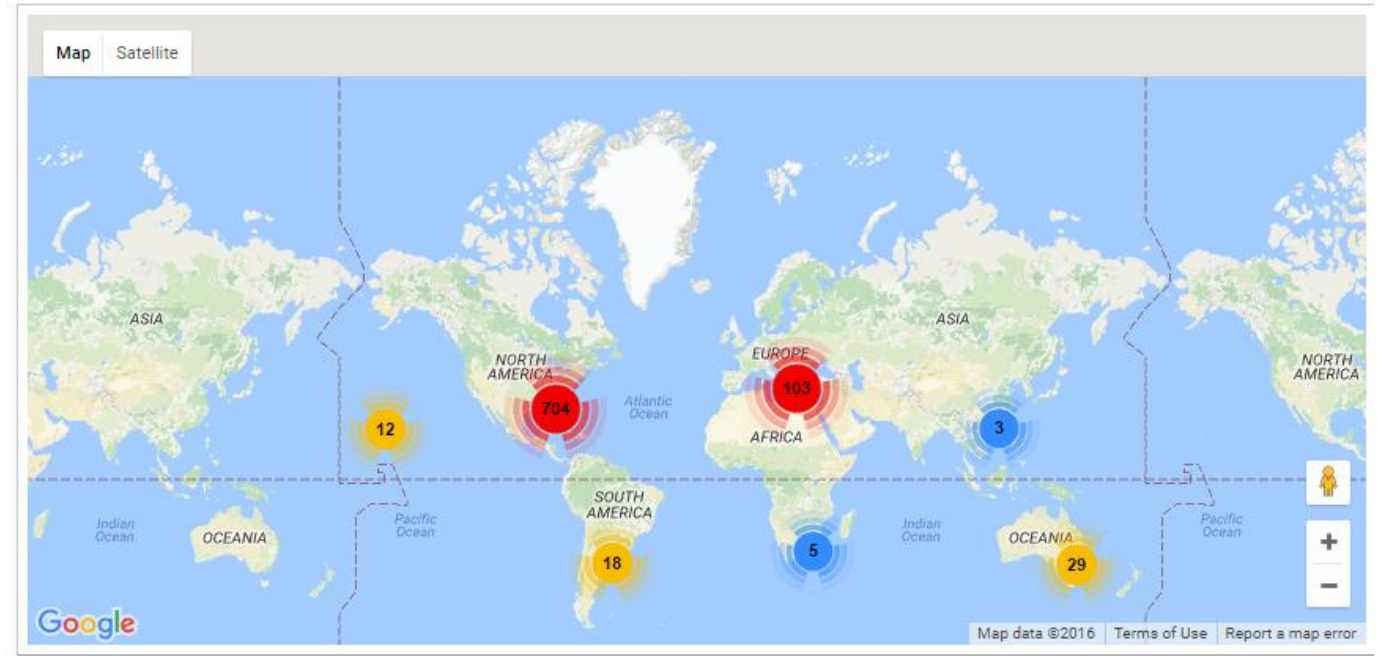 Map Satellite
ASIA
ASIA
NORTH
AMERICA
EUROPE
NORTH
AMERICA
704
103
Atlantic
Ocean
12
3
AFRICA
SOUTH
AMERICA
Indian
Ocean
OCEANIA
Pacific
Ocean
Indian
Ocean
OCEANIA
Pacific
Ocean
18
5
29
+
−
Google
Map data ©2016 Terms of Use Report a map error